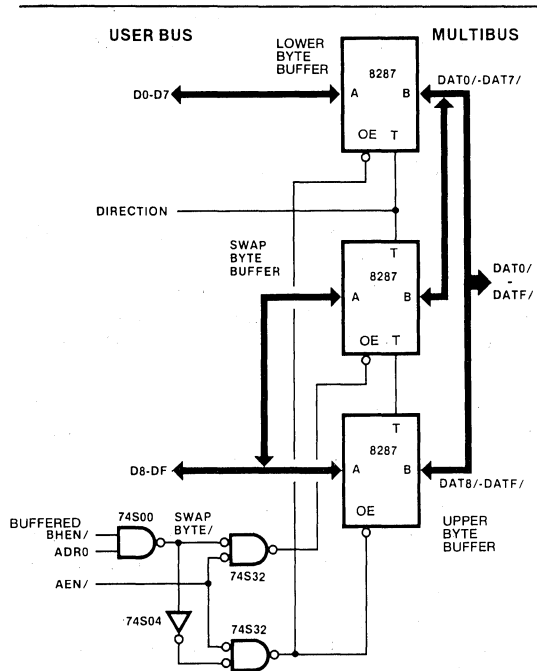 USER BUS
MULTIBUS
LOWER
BYTE
BUFFER
8287
DAT0/-DAT7/
D0-D7
A
B
OE
T
DIRECTION
SWAP
BYTE
BUFFER
T
8287
A
B
DAT0/
-
DATF/
OE
T
T
8287
D8-DF
A
B
DAT8/-DATF/
OE
UPPER
BYTE
BUFFER
BUFFERED
BHEN/
ADR0
74S00
SWAP
BYTE/
74S32
AEN/
74S04
74S32